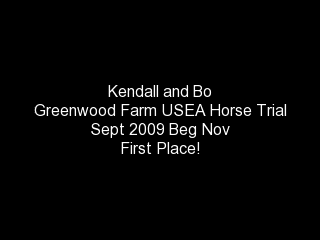 Kendall and Bo
Greenwood Farm USEA Horse Trial
Sept 2009 Beg Nov
First Place!